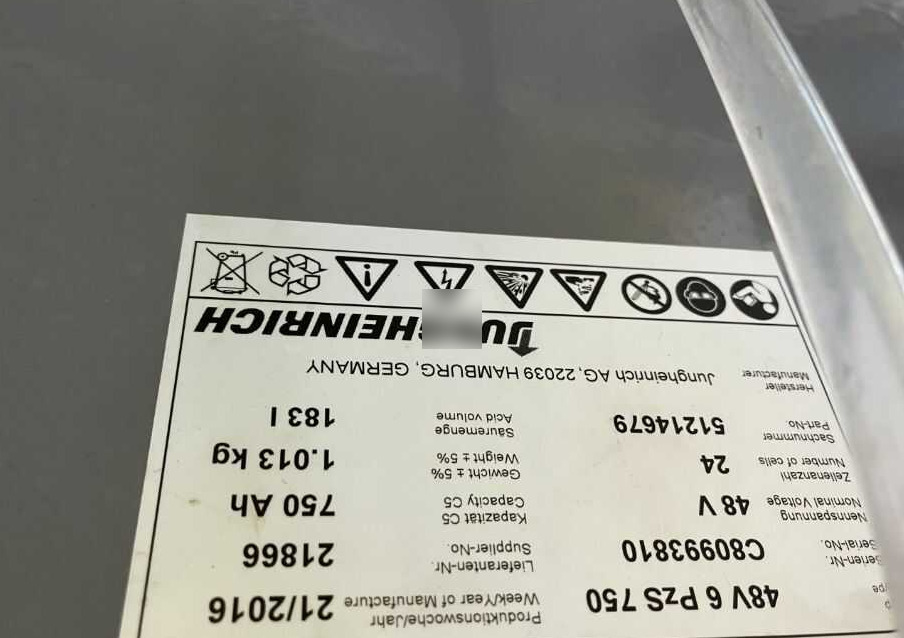 48V 6 PzS 750
Produktionswoche/Jahr
Week/Year of Manufacture
21/2016
Serien-Nr.
Serial-No.
C80993810
Lieferanten-Nr.
Supplier-No.
21866
Nennspannung
Nominal Voltage
48 V
Kapazität C5
Capacity C5
750 Ah
Zellenanzahl
Number of cells
24
Gewicht ± 5%
Weight ± 5%
1.013 kg
Sachnummer
Part-No.
51214679
Säuremenge
Acid volume
183 l
Hersteller
Manufacturer
Jungheinrich AG, 22039 HAMBURG, GERMANY